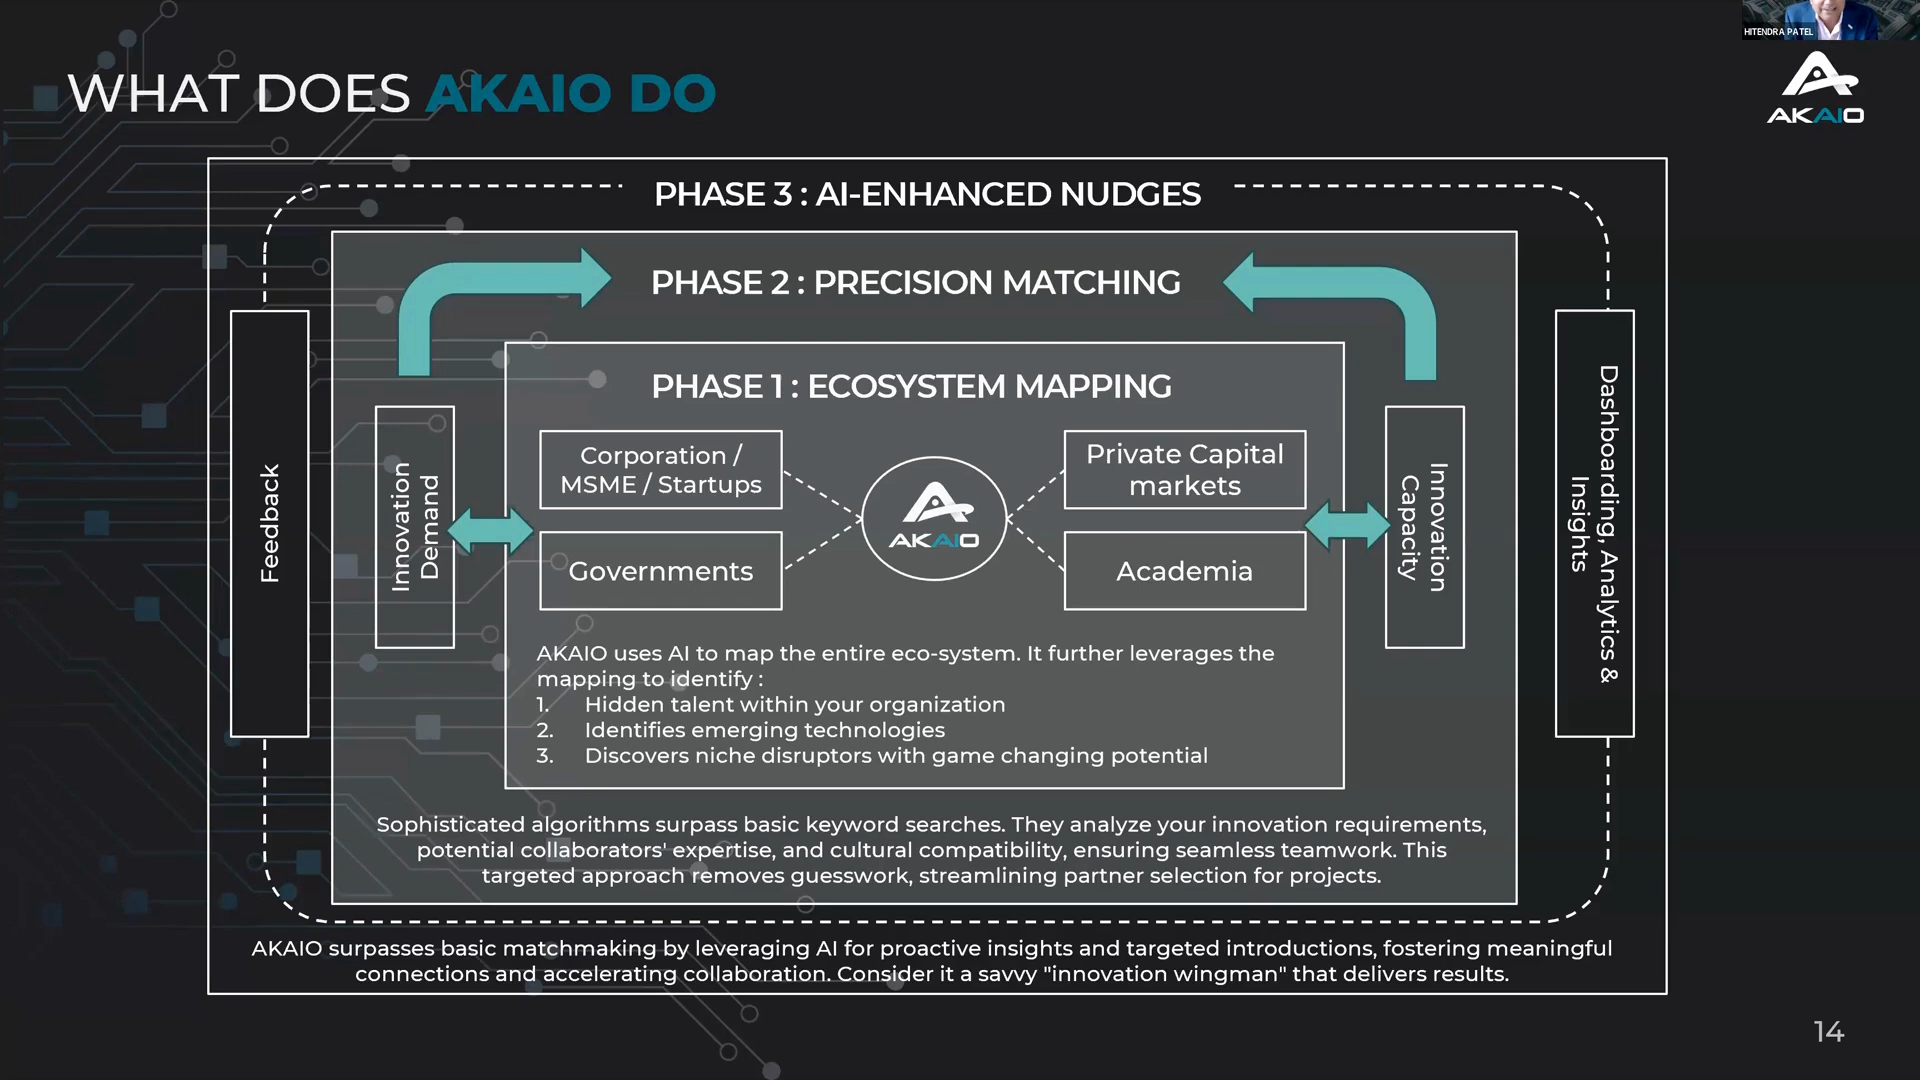 HITENDRA PATEL
WHAT DOES AKAIO DO
AKAIO
PHASE 3 : AI-ENHANCED NUDGES
PHASE 2 : PRECISION MATCHING
PHASE 1 : ECOSYSTEM MAPPING
Feedback
Innovation
Demand
Corporation /
MSME / Startups
Governments
AKAIO
Private Capital
markets
Academia
Innovation
Capacity
Dashboarding, Analytics &
Insights
AKAIO uses AI to map the entire eco-system. It further leverages the
mapping to identify :
1. Hidden talent within your organization
2. Identifies emerging technologies
3. Discovers niche disruptors with game changing potential
Sophisticated algorithms surpass basic keyword searches. They analyze your innovation requirements,
potential collaborators' expertise, and cultural compatibility, ensuring seamless teamwork. This
targeted approach removes guesswork, streamlining partner selection for projects.
AKAIO surpasses basic matchmaking by leveraging AI for proactive insights and targeted introductions, fostering meaningful
connections and accelerating collaboration. Consider it a savvy "innovation wingman" that delivers results.
14